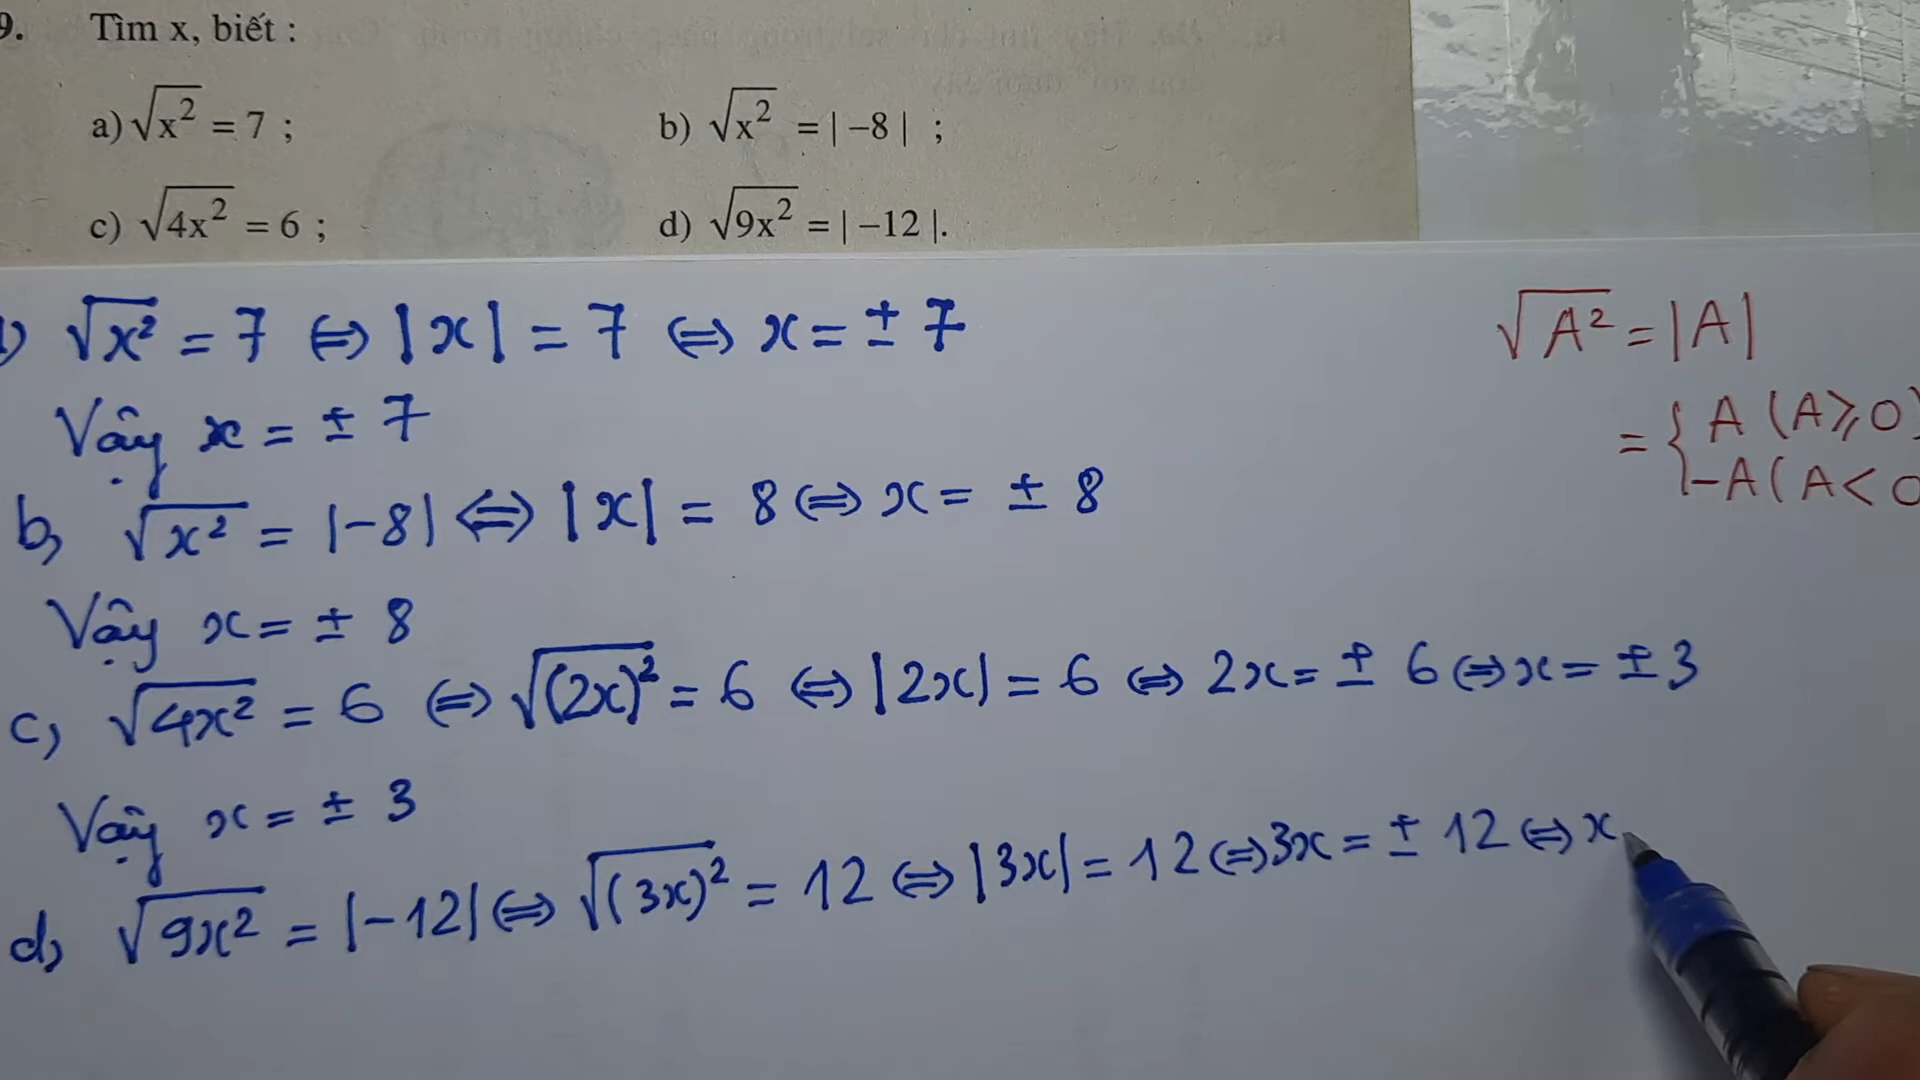 9. Tìm x, biết :
a) √x² = 7 ; b) √x² = | –8 | ;
c) √4x² = 6 ; d) √9x² = | –12 |.
√x² = 7 ⇔ |x| = 7 ⇔ x = ± 7
Vậy x = ± 7
b, √x² = |-8| ⇔ |x| = 8 ⇔ x = ± 8
Vậy x = ± 8
c, √4x² = 6 ⇔ √(2x)² = 6 ⇔ |2x| = 6 ⇔ 2x = ± 6 ⇔ x = ± 3
Vậy x = ± 3
d, √9x² = |-12| ⇔ √(3x)² = 12 ⇔ |3x| = 12 ⇔ 3x = ± 12 ⇔ x
√A² = |A|
= { A (A ⩾ 0)
-A (A < 0